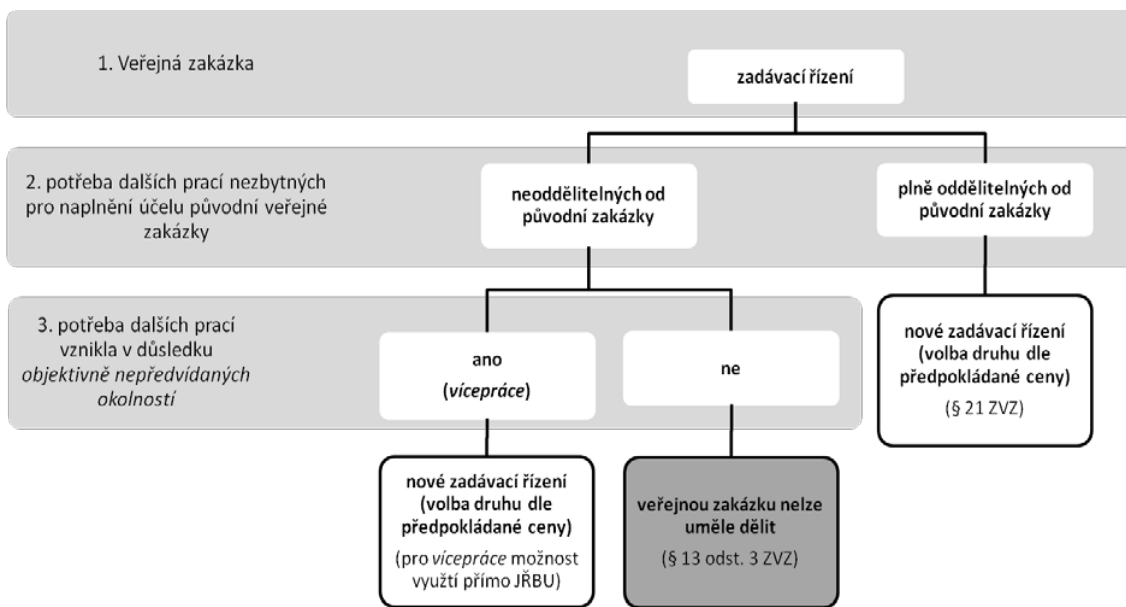 1. Veřejná zakázka
zadávací řízení
2. potřeba dalších prací nezbytných
pro naplnění účelu původní veřejné
zakázky
neoddělitelných od
původní zakázky
plně oddělitelných od
původní zakázky
3. potřeba dalších prací
vznikla v důsledku
objektivně nepředvídaných
okolností
ano
(vícepráce)
ne
nové zadávací řízení
(volba druhu dle
předpokládané ceny)
(§ 21 ZVZ)
nové zadávací řízení
(volba druhu dle
předpokládané ceny)
(pro vícepráce možnost
využtí přímo JŘBU)
veřejnou zakázku nelze
uměle dělit
(§ 13 odst. 3 ZVZ)